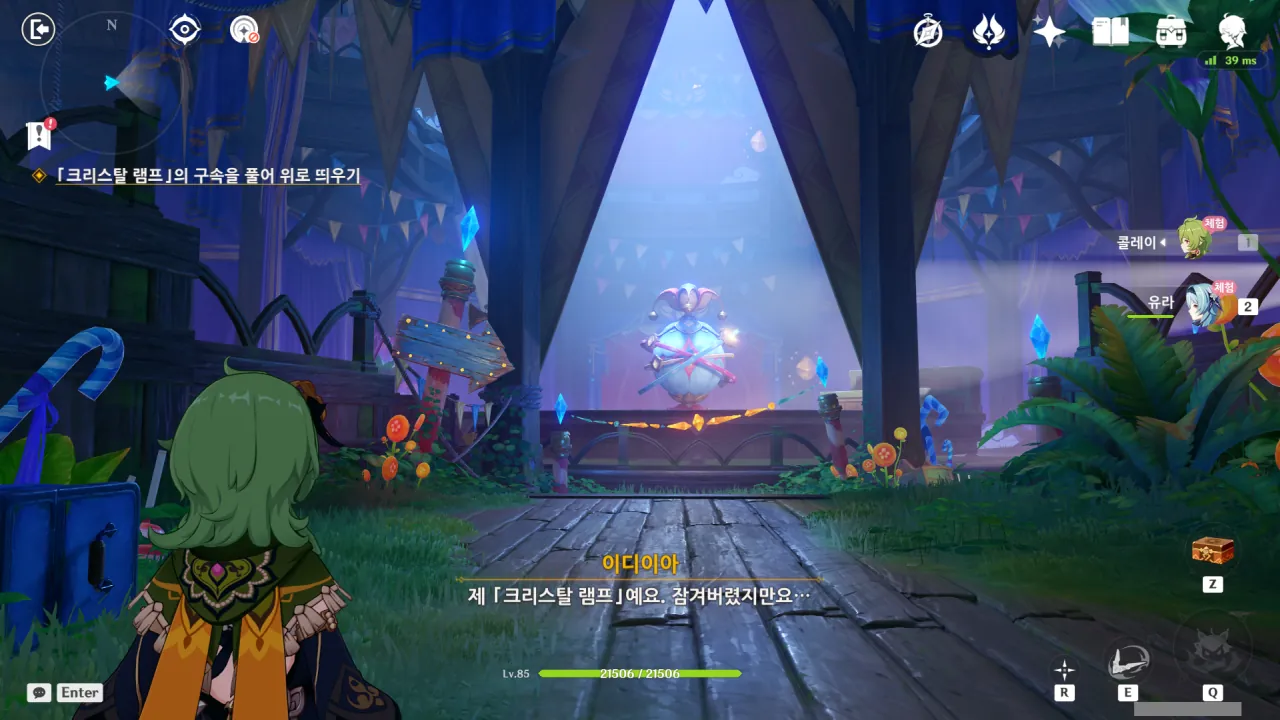 N
39 ms
「크리스탈 램프」의 구속을 풀어 위로 띄우기
체험
콜레이
1
체험
유라
2
이디이아
제 「크리스탈 램프」예요. 잠겨버렸지만요…
Z
Lv.85
21506 / 21506
Enter
R
E
Q